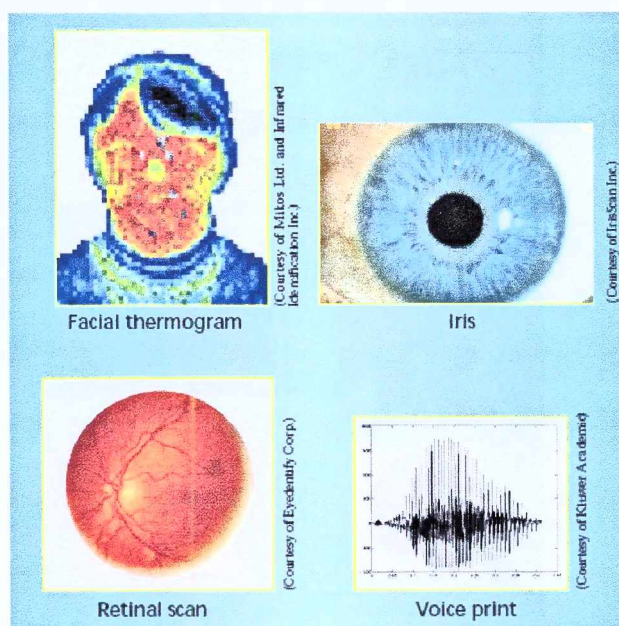 (Courtesy of Mikos Ltd. and Infrared
Identification Inc.)
Facial thermogram
(Courtesy of IrisScan Inc.)
Iris
(Courtesy of Eyedentify Corp.)
Retinal scan
(Courtesy of Kluwer Academic)
Voice print